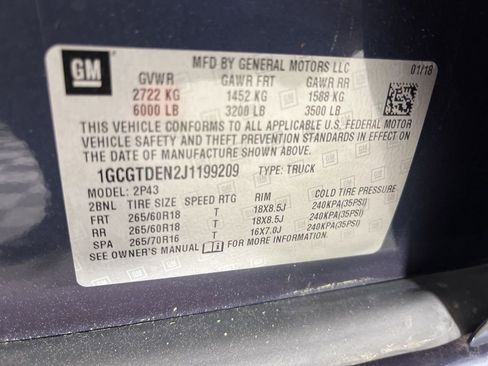 GM
MFD BY GENERAL MOTORS LLC 01/18
GVWR GAWR FRT GAWR RR
2722 KG 1452 KG 1588 KG
6000 LB 3200 LB 3500 LB
THIS VEHICLE CONFORMS TO ALL APPLICABLE U.S. FEDERAL MOTOR
VEHICLE SAFETY AND THEFT PREVENTION STANDARDS IN EFFECT ON
THE DATE OF MANUFACTURE SHOWN ABOVE.
1GCGTDEN2J1199209 TYPE: TRUCK
MODEL: 2P43
2BNL TIRE SIZE SPEED RTG RIM COLD TIRE PRESSURE
FRT 265/60R18 T 18X8.5J 240KPA(35PSI)
RR 265/60R18 T 18X8.5J 240KPA(35PSI)
SPA 265/70R16 T 16X7.0J 240KPA(35PSI)
SEE OWNER'S MANUAL FOR MORE INFORMATION.